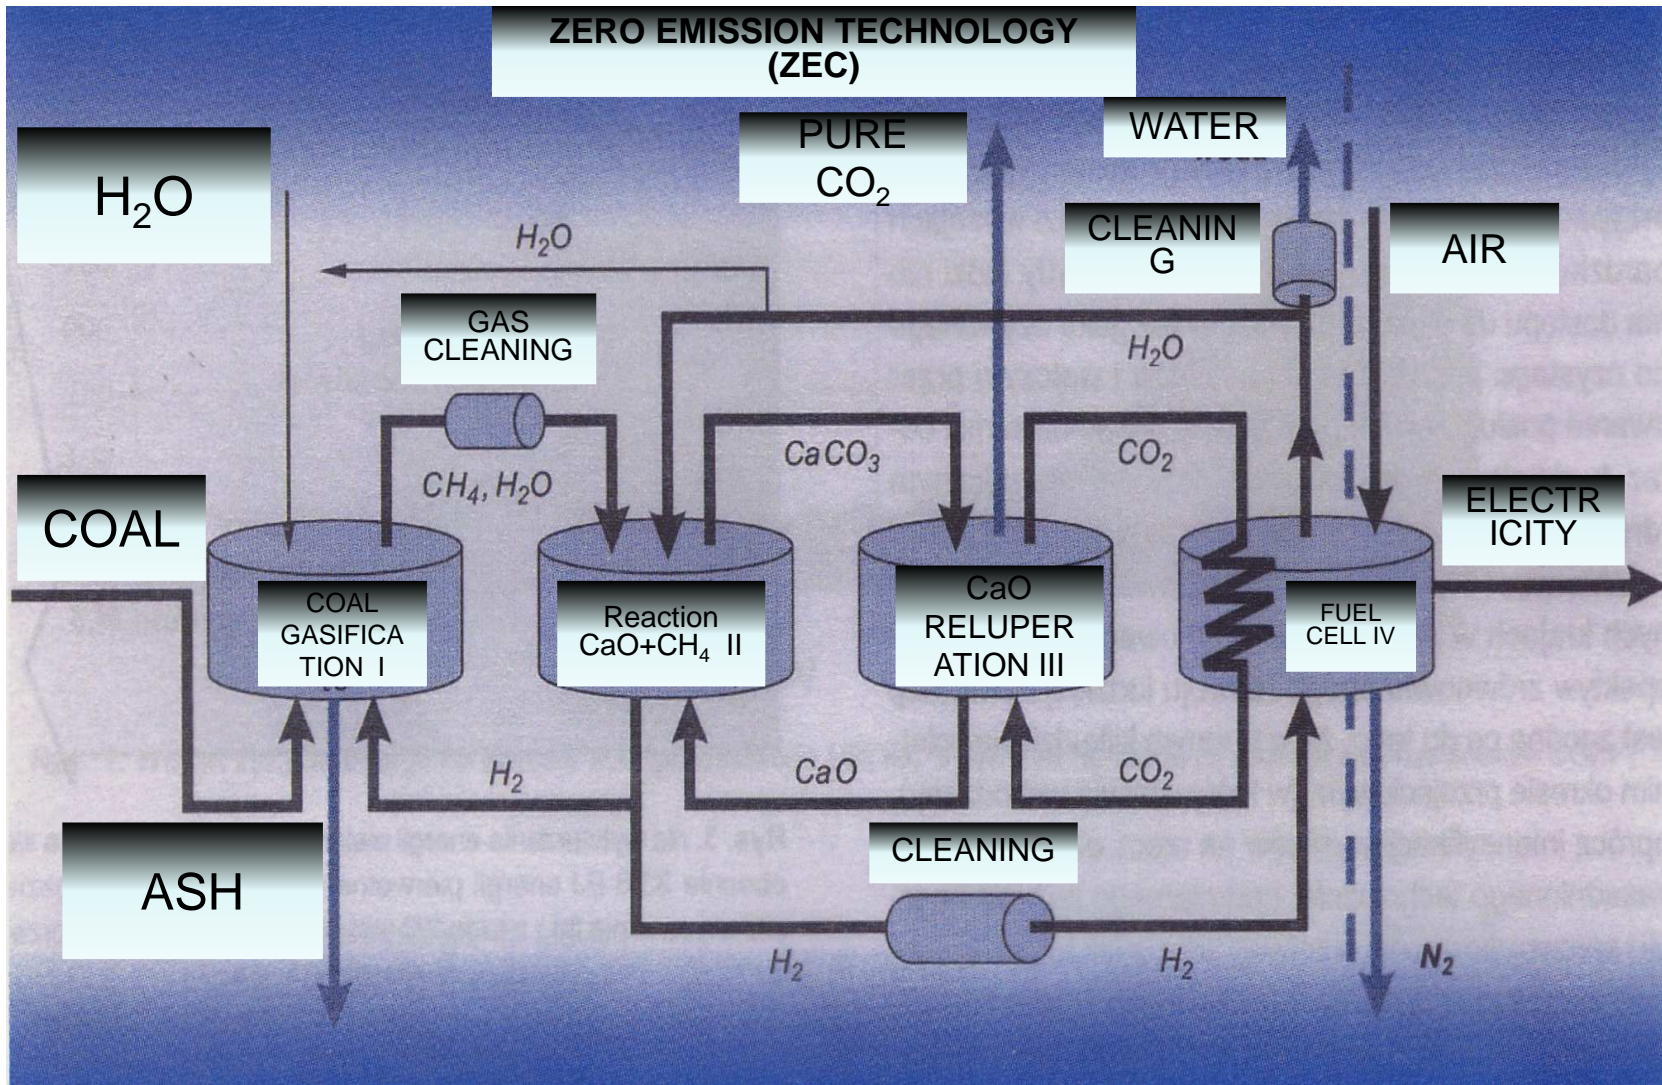 ZERO EMISSION TECHNOLOGY
(ZEC)
PURE
CO₂
WATER
H₂O
CLEANIN
G
AIR
H₂O
GAS
CLEANING
H₂O
CaCO₃
CO₂
CH₄, H₂O
COAL
ELECTR
ICITY
COAL
GASIFICA
TION I
Reaction
CaO+CH₄ II
CaO
RELUPER
ATION III
FUEL
CELL IV
H₂
CaO
CO₂
CLEANING
ASH
H₂
H₂
N₂